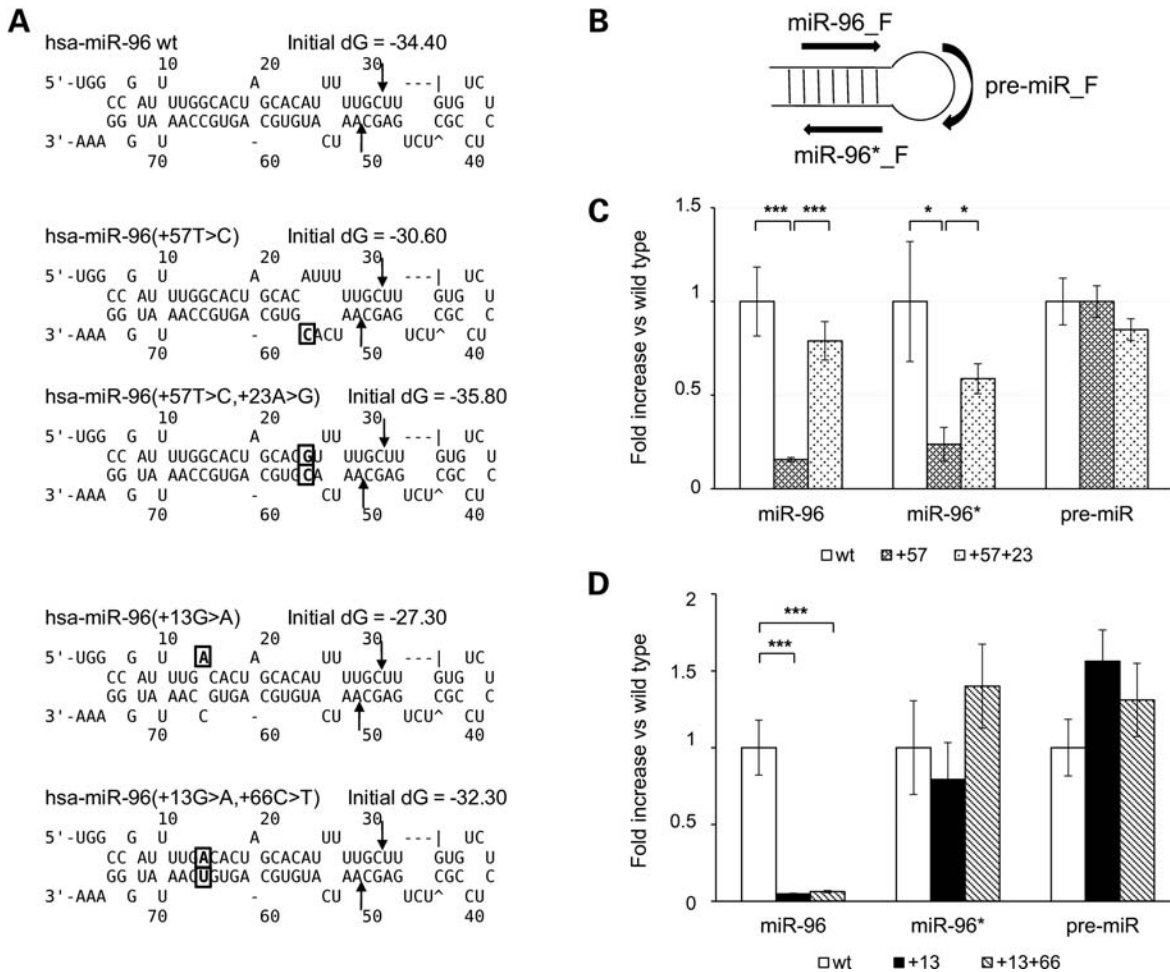 A
hsa-miR-96 wt Initial dG = -34.40
10 20 30
5'-UGG G U A UU ---| UC
CC AU UUGGCACU GCACAU UUGCUU GUG U
GG UA AACCGUGA CGUGUA AACGAG CGC C
3'-AAA G U - CU UCU^ CU
70 60 50 40
hsa-miR-96(+57T>C) Initial dG = -30.60
10 20 30
5'-UGG G U A AUUU ---| UC
CC AU UUGGCACU GCAC UUGCUU GUG U
GG UA AACCGUGA CGUG AACGAG CGC C
3'-AAA G U - CACU UCU^ CU
70 60 50 40
hsa-miR-96(+57T>C,+23A>G) Initial dG = -35.80
10 20 30
5'-UGG G U A UU ---| UC
CC AU UUGGCACU GCACGU UUGCUU GUG U
GG UA AACCGUGA CGUGCA AACGAG CGC C
3'-AAA G U - CU UCU^ CU
70 60 50 40
hsa-miR-96(+13G>A) Initial dG = -27.30
10 20 30
5'-UGG G U A A UU ---| UC
CC AU UUG CACU GCACAU UUGCUU GUG U
GG UA AAC GUGA CGUGUA AACGAG CGC C
3'-AAA G U C - CU UCU^ CU
70 60 50 40
hsa-miR-96(+13G>A,+66C>T) Initial dG = -32.30
10 20 30
5'-UGG G U A UU ---| UC
CC AU UUGACACU GCACAU UUGCUU GUG U
GG UA AACUGUGA CGUGUA AACGAG CGC C
3'-AAA G U - CU UCU^ CU
70 60 50 40
B
miR-96_F
pre-miR_F
miR-96*_F
C
Fold increase vs wild type
1.5
1
0.5
0
*** *** * *
miR-96 miR-96* pre-miR
wt +57 +57+23
D
Fold increase vs wild type
2
1.5
1
0.5
0
***
***
miR-96 miR-96* pre-miR
wt +13 +13+66